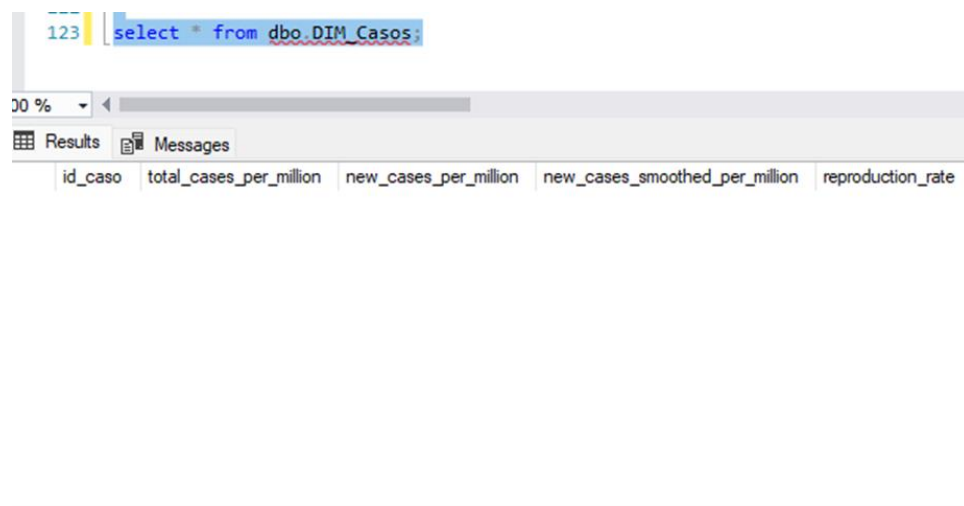 123 select * from dbo.DIM_Casos;
00 %
Results Messages
id_caso total_cases_per_million new_cases_per_million new_cases_smoothed_per_million reproduction_rate